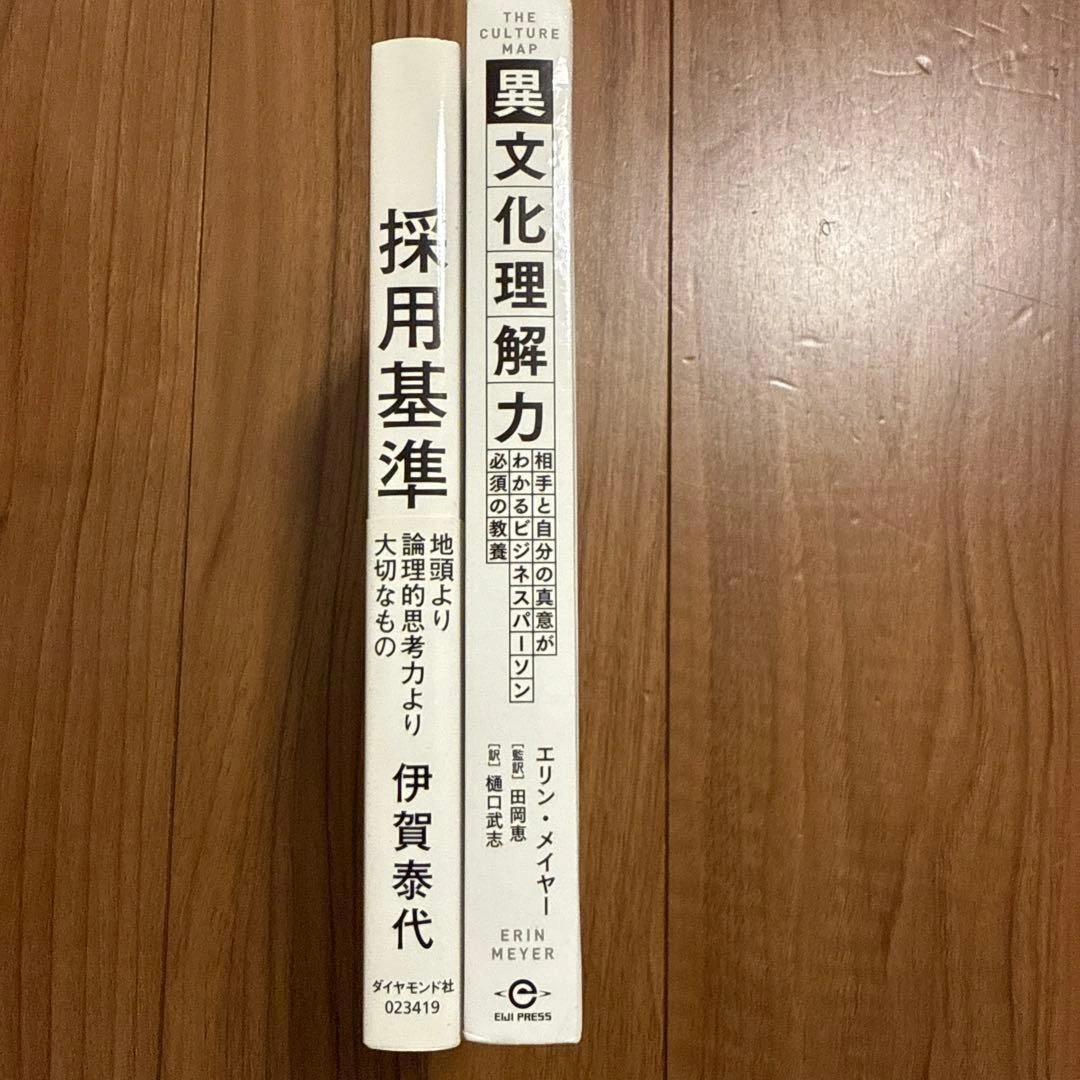 採用基準
地頭より
論理的思考力より
大切なもの
伊賀泰代
ダイヤモンド社
023419
THE
CULTURE
MAP
異文化理解力
相手と自分の真意が
わかるビジネスパーソン
必須の教養
エリン・メイヤー
[監訳]田岡恵
[訳]樋口武志
ERIN
MEYER
e
EIJI PRESS